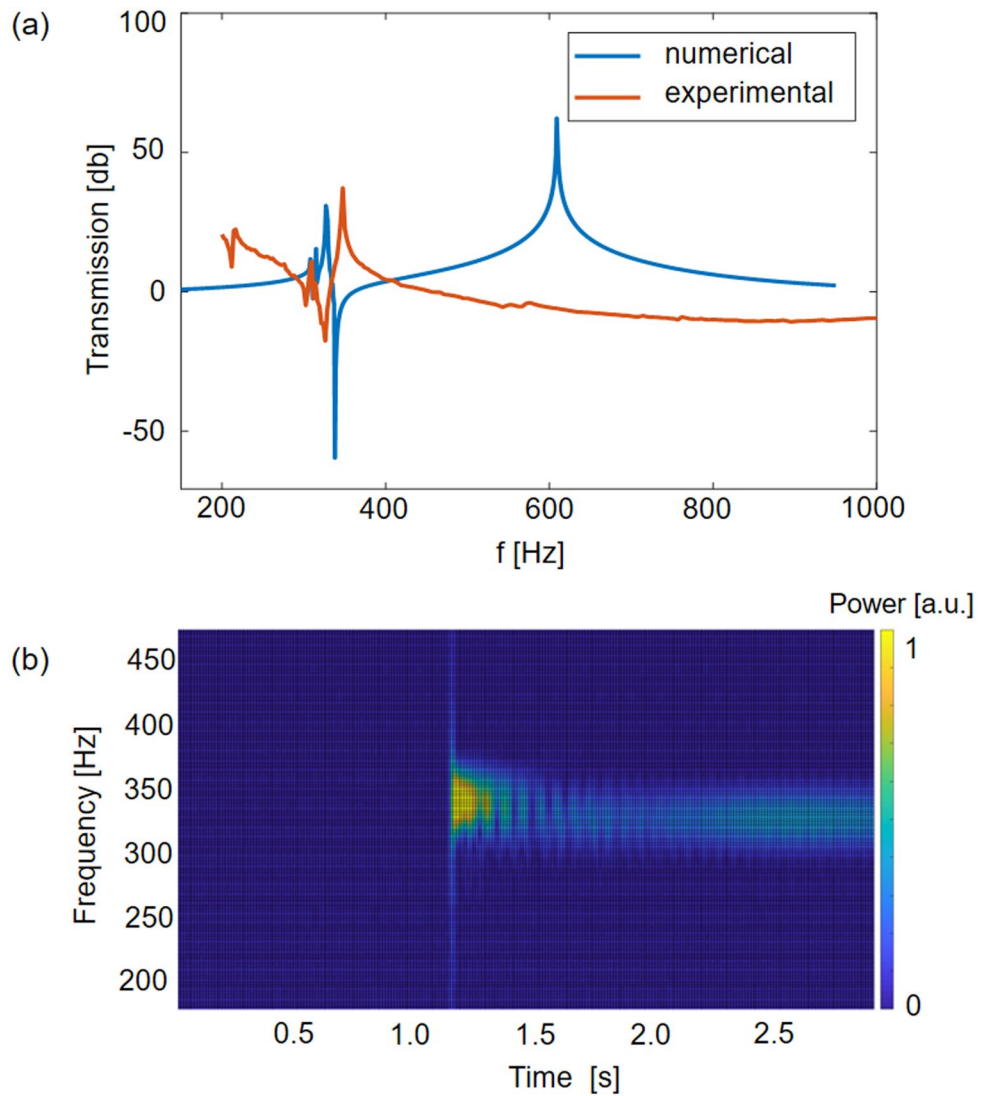 (a)
100
50
0
-50
Transmission [db]
numerical
experimental
200 400 600 800 1000
f [Hz]
Power [a.u.]
(b)
450
400
350
300
250
200
Frequency [Hz]
1
0
0.5 1.0 1.5 2.0 2.5
Time [s]